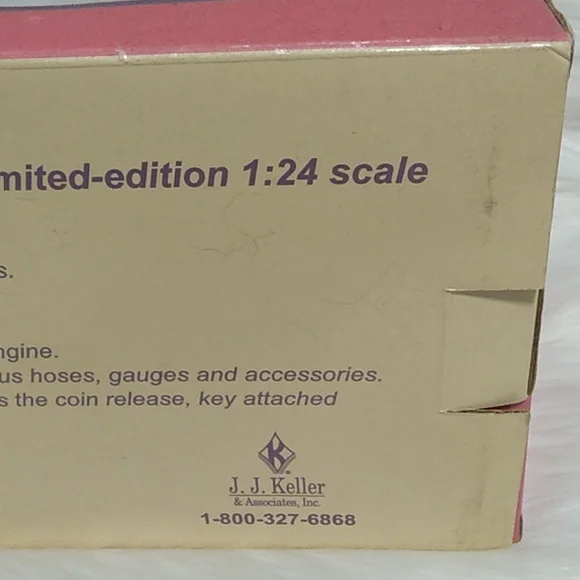 mited-edition 1:24 scale
s.
ngine.
us hoses, gauges and accessories.
s the coin release, key attached
K
J. J. Keller
& Associates, Inc.
1-800-327-6868